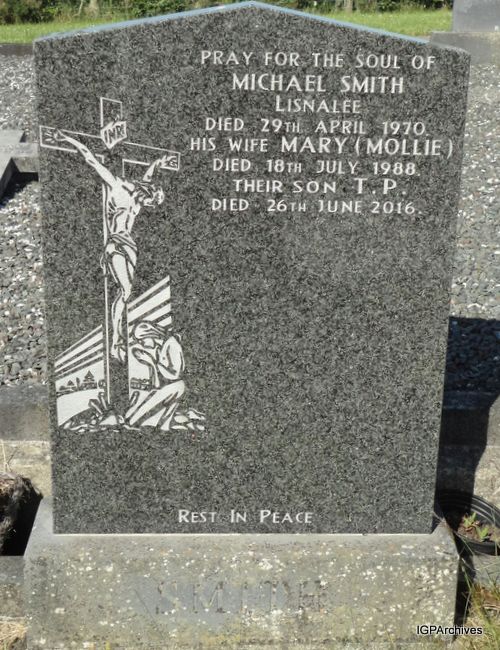 PRAY FOR THE SOUL OF
MICHAEL SMITH
LISNALEE
DIED 29TH APRIL 1970.
HIS WIFE MARY (MOLLIE)
DIED 18TH JULY 1988
THEIR SON T.P.
DIED 26TH JUNE 2016.
INRI
REST IN PEACE
SMITH
IGPArchives